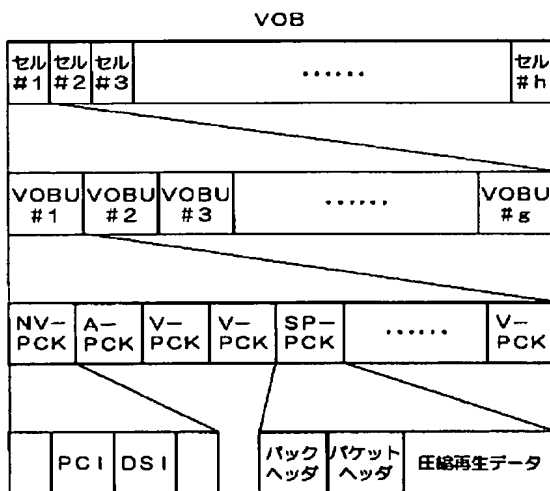 VOB
セル #1 セル #2 セル #3 ‥‥‥ セル #h
VOBU #1 VOBU #2 VOBU #3 ‥‥‥ VOBU #g
NV-PCK A-PCK V-PCK V-PCK SP-PCK ‥‥‥ V-PCK
PCI DSI パックヘッダ パケットヘッダ 圧縮再生データ